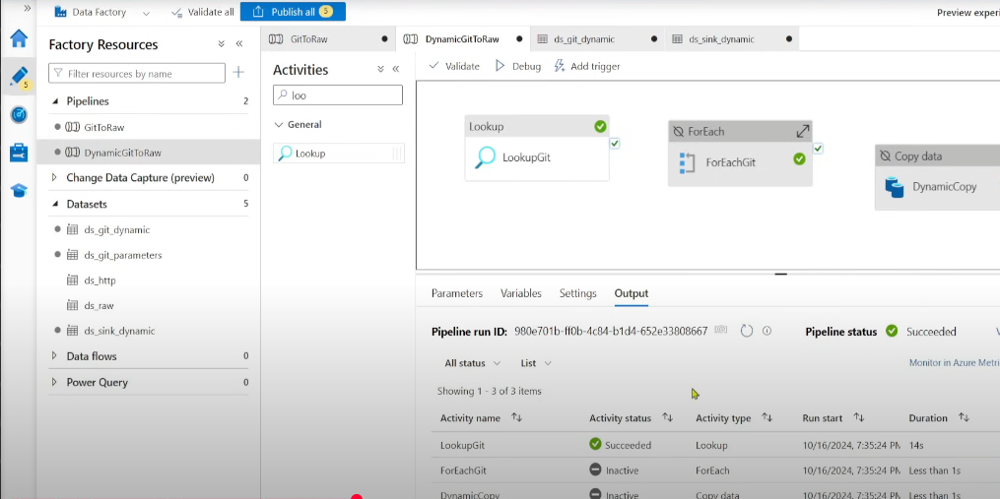 Data Factory
Validate all
Publish all 5
Preview experi
GitToRaw
DynamicGitToRaw
ds_git_dynamic
ds_sink_dynamic
Factory Resources
Filter resources by name
Pipelines 2
GitToRaw
DynamicGitToRaw
Change Data Capture (preview) 0
Datasets 5
ds_git_dynamic
ds_git_parameters
ds_http
ds_raw
ds_sink_dynamic
Data flows 0
Power Query 0
5
Activities
loo
General
Lookup
Validate
Debug
Add trigger
Lookup
LookupGit
ForEach
ForEachGit
Copy data
DynamicCopy
Parameters Variables Settings Output
Pipeline run ID: 980e701b-ff0b-4c84-b1d4-652e33808667
Pipeline status Succeeded
All status List
Monitor in Azure Metri
Showing 1 - 3 of 3 items
Activity name Activity status Activity type Run start Duration
LookupGit Succeeded Lookup 10/16/2024, 7:35:24 PM 14s
ForEachGit Inactive ForEach 10/16/2024, 7:35:24 PM Less than 1s
DynamicCopy Inactive Copy data 10/16/2024, 7:35:24 PM Less than 1s